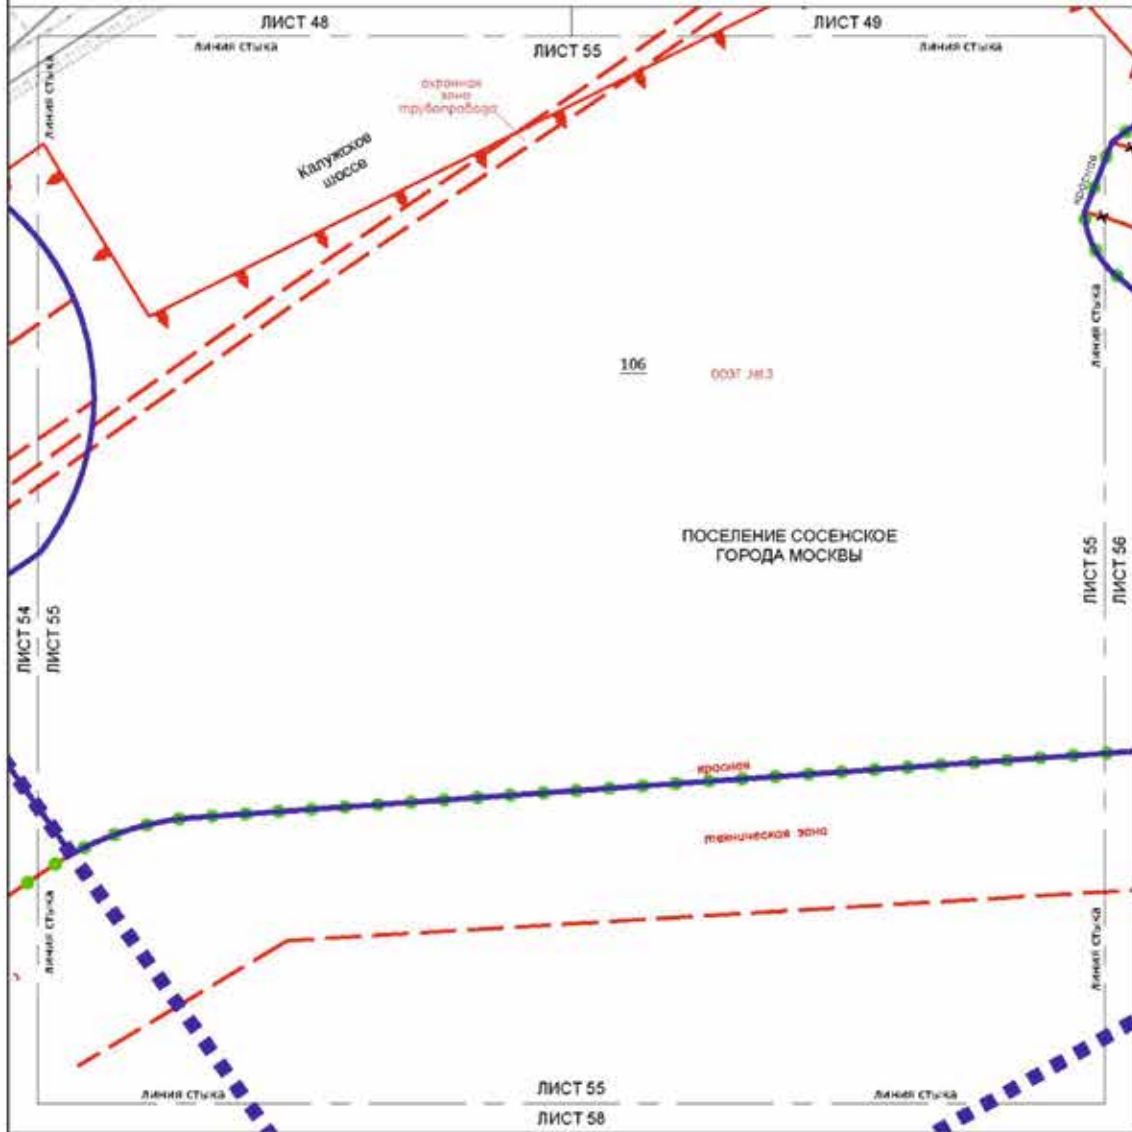 ЛИСТ 48
ЛИСТ 49
линия стыка
ЛИСТ 55
линия стыка
линия стыка
охранная
зона
трубопровода
Калужское
шоссе
красная
линия стыка
106
ПОСЕЛЕНИЕ СОСЕНСКОЕ
ГОРОДА МОСКВЫ
ЛИСТ 54
ЛИСТ 55
ЛИСТ 55
ЛИСТ 56
красная
техническая зона
линия стыка
линия стыка
линия стыка
ЛИСТ 55
линия стыка
ЛИСТ 58